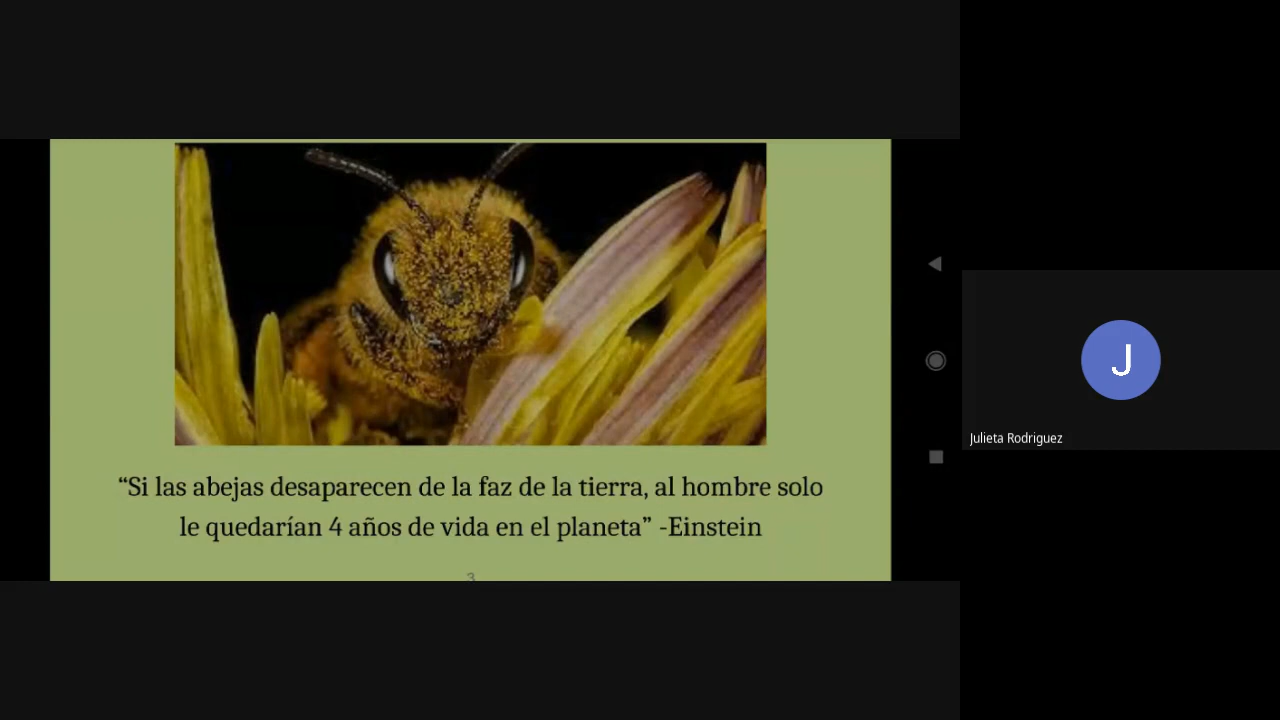 “Si las abejas desaparecen de la faz de la tierra, al hombre solo
le quedarían 4 años de vida en el planeta” -Einstein
3
J
Julieta Rodriguez